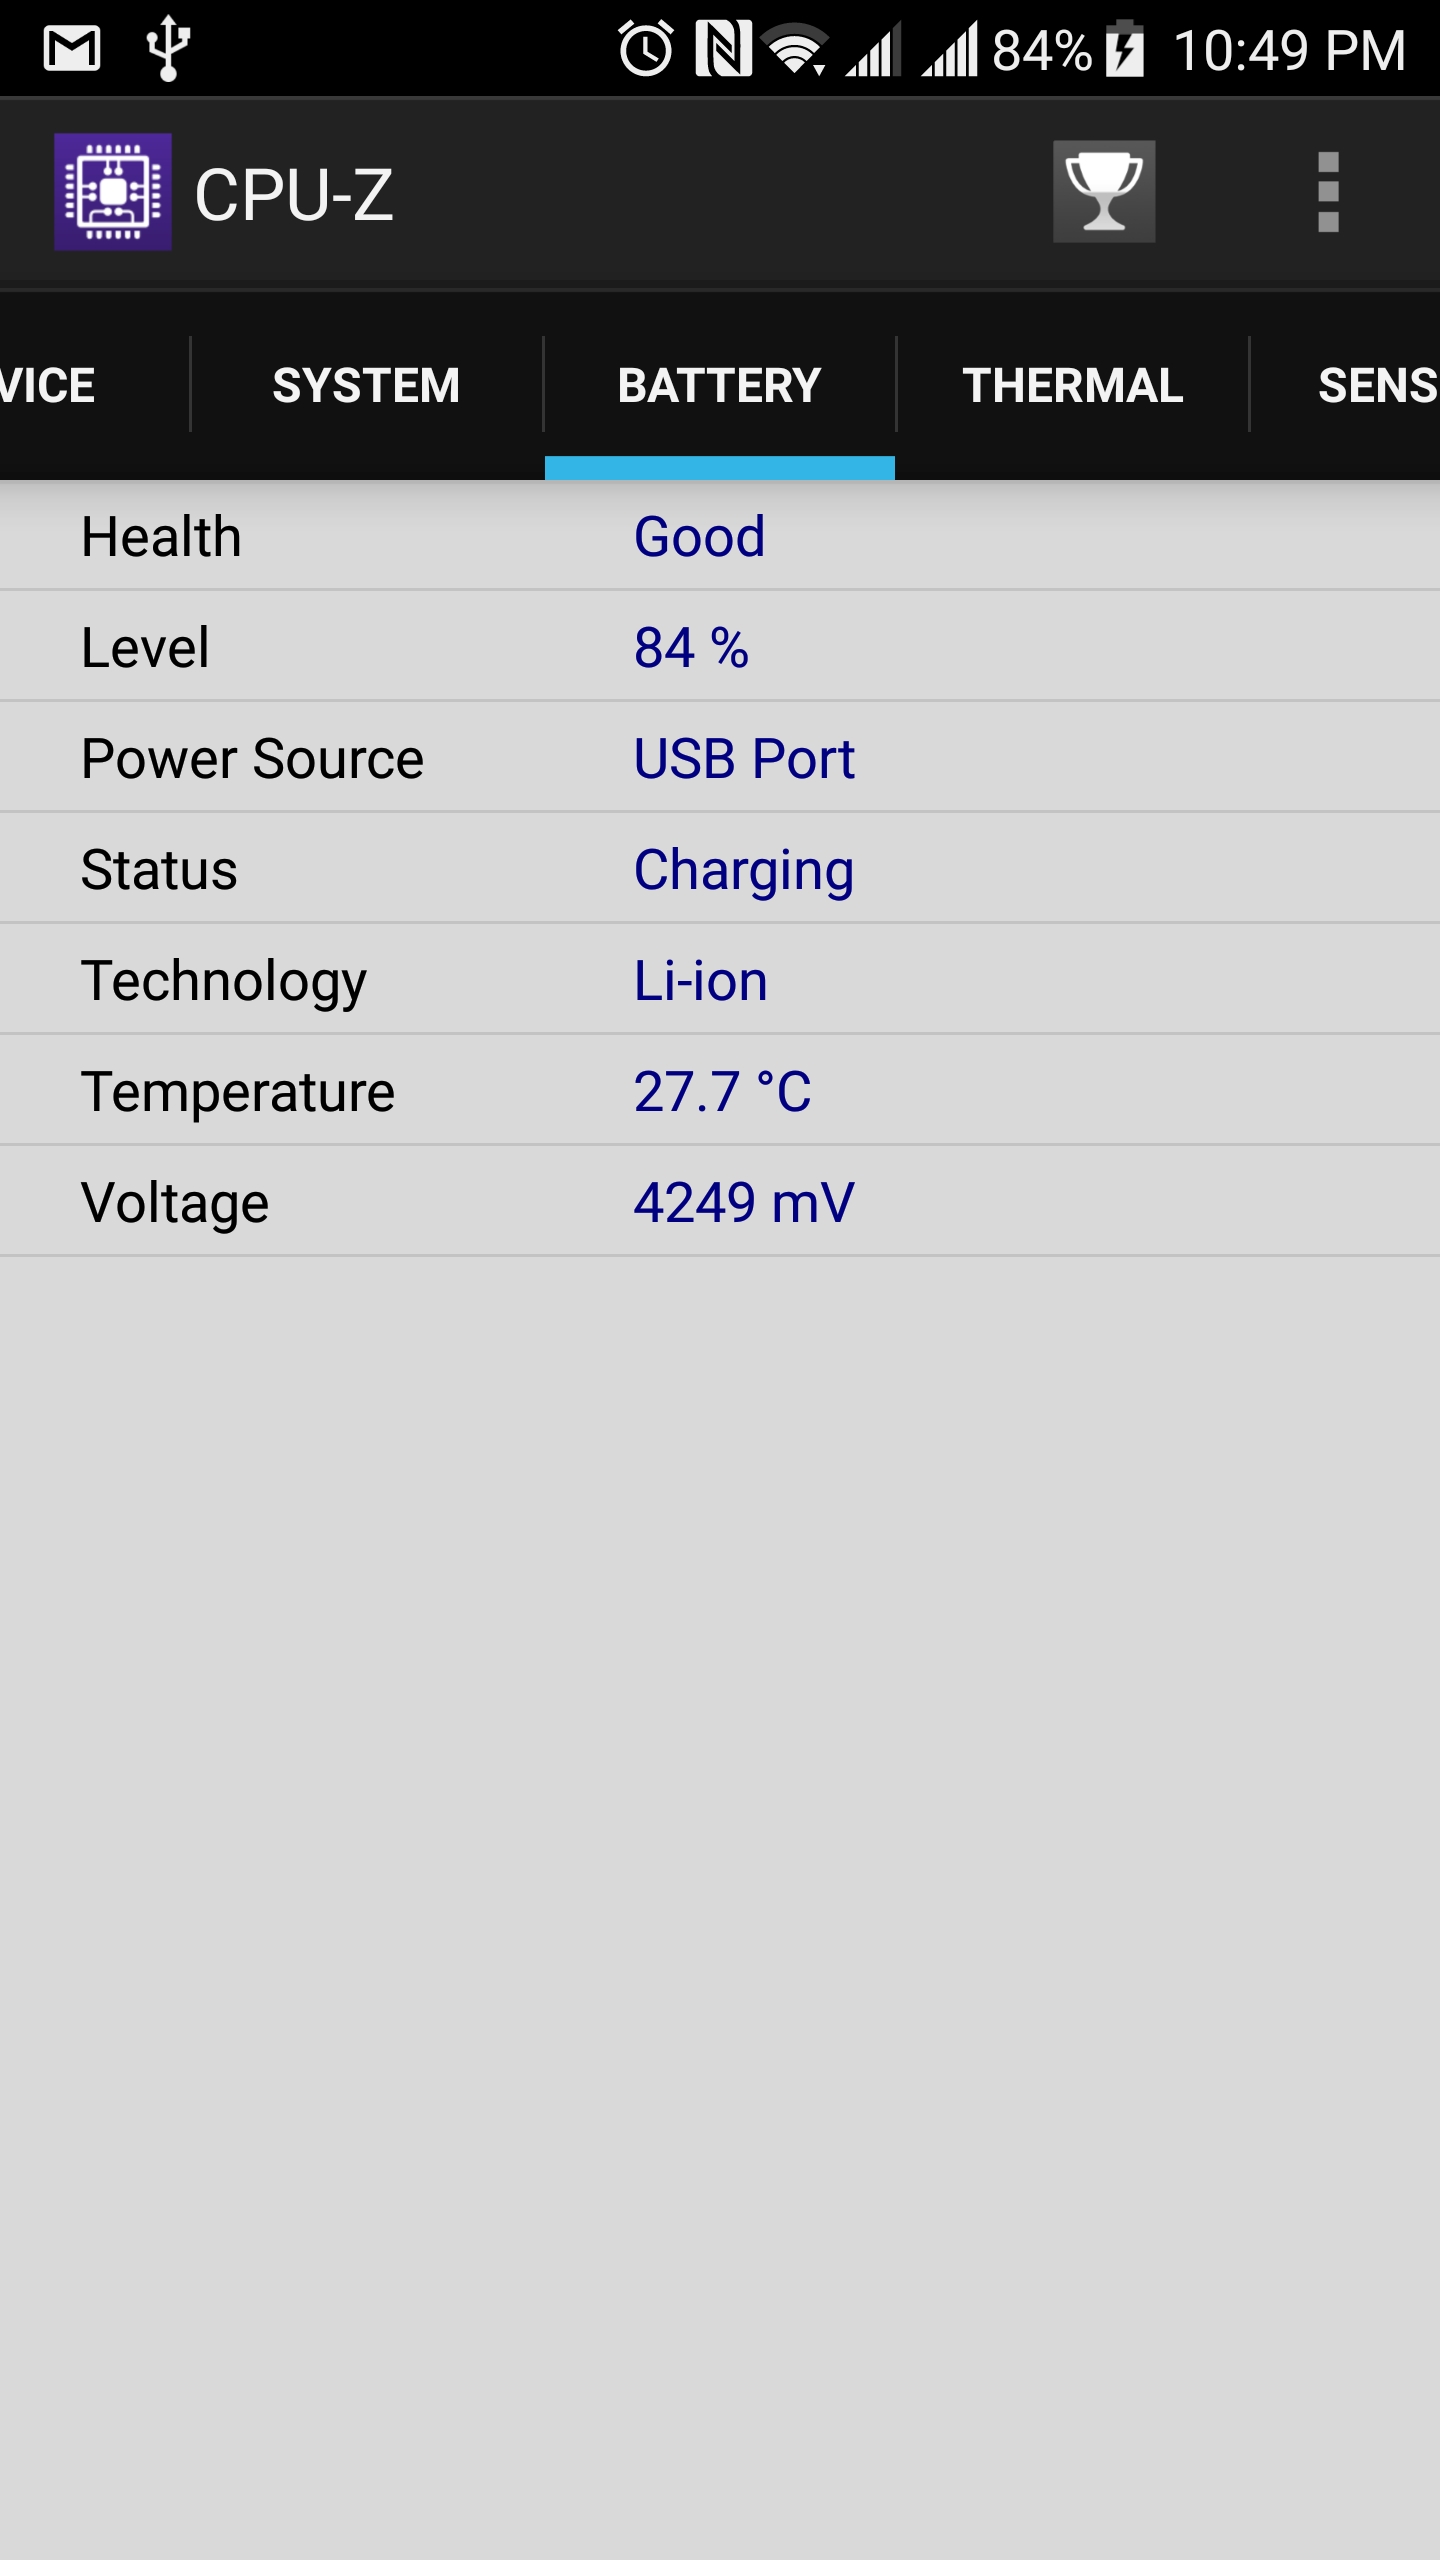 84% 10:49 PM
CPU-Z
VICE SYSTEM BATTERY THERMAL SENS
Health Good
Level 84 %
Power Source USB Port
Status Charging
Technology Li-ion
Temperature 27.7 °C
Voltage 4249 mV